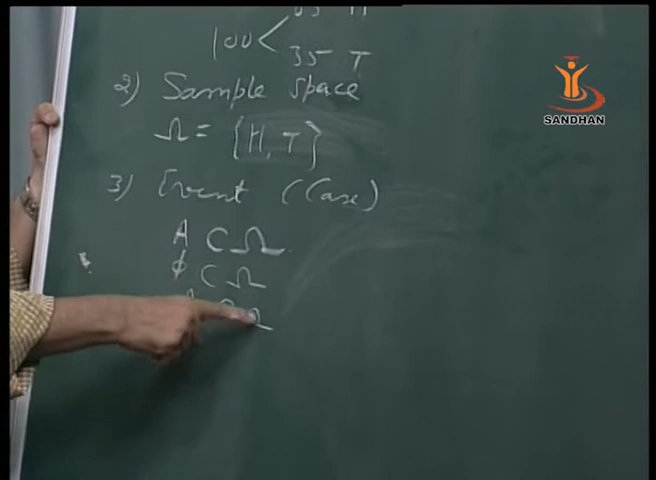 100 <
35 T
2) Sample space
Ω = {H, T}
3) Event (Case)
A ⊂ Ω.
ϕ ⊂ Ω
Ω
SANDHAN